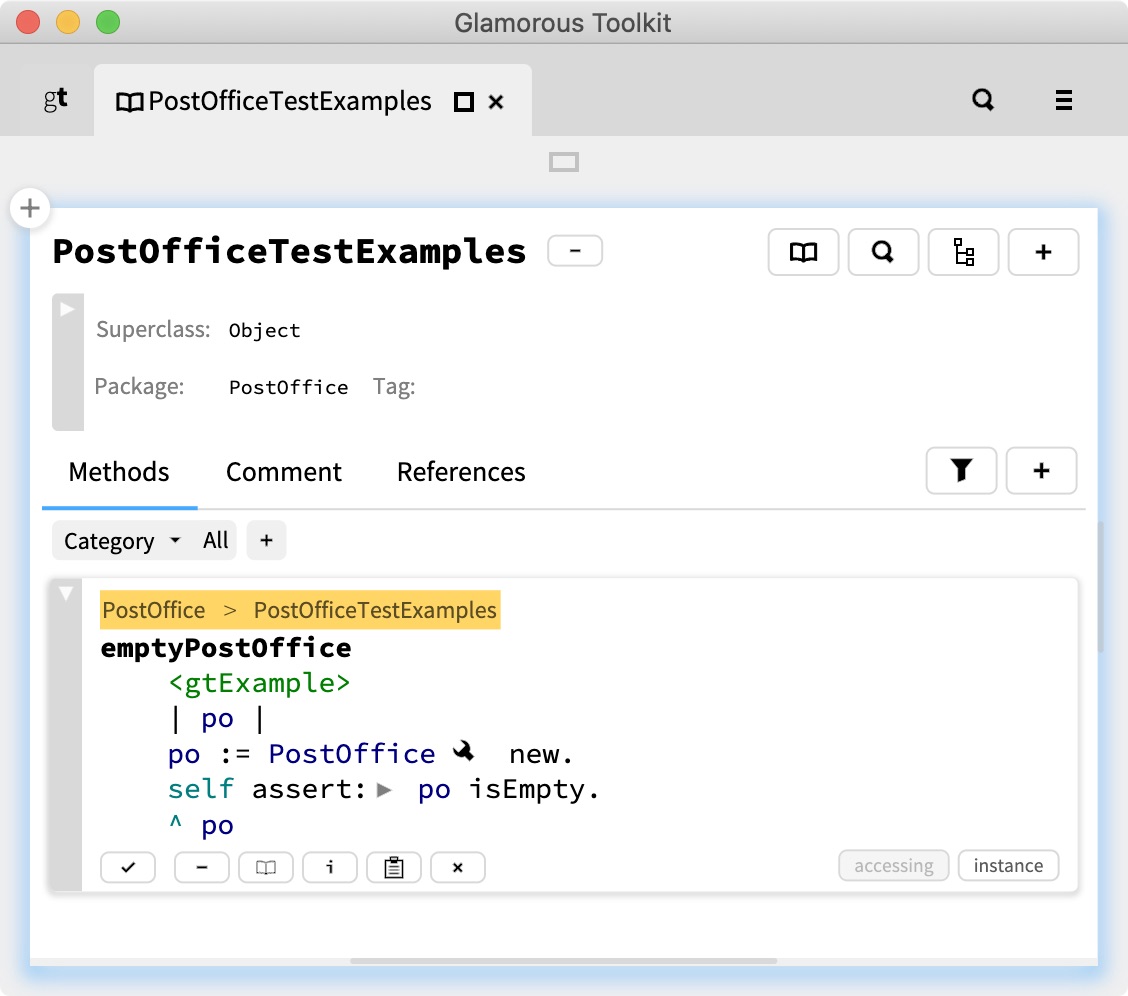 Glamorous Toolkit
gt PostOfficeTestExamples
PostOfficeTestExamples
Superclass: Object
Package: PostOffice Tag:
Methods Comment References
Category All +
PostOffice > PostOfficeTestExamples
emptyPostOffice
<gtExample>
| po |
po := PostOffice new.
self assert: po isEmpty.
^ po
accessing instance